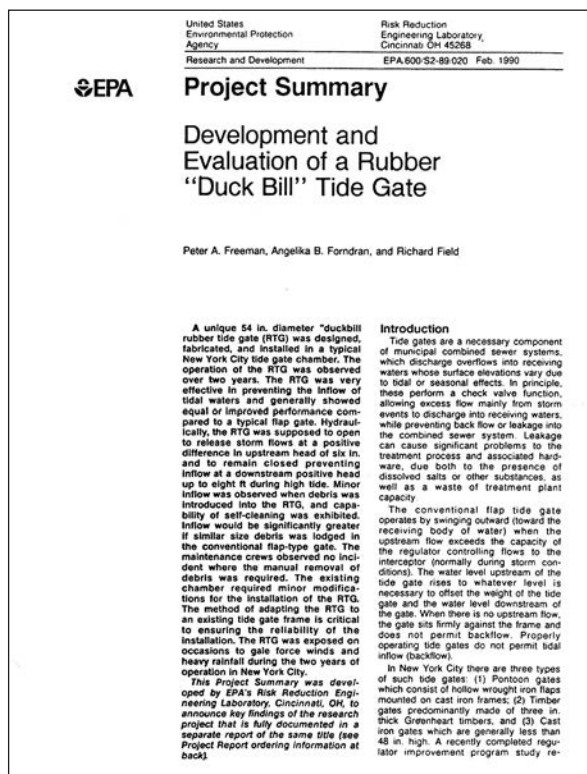 United States
Environmental Protection
Agency
Risk Reduction
Engineering Laboratory
Cincinnati OH 45268
Research and Development
EPA/600/S2-89/020 Feb. 1990
EPA
Project Summary
Development and
Evaluation of a Rubber
"Duck Bill" Tide Gate
Peter A. Freeman, Angelika B. Forndran, and Richard Field
A unique 54 in. diameter "duckbill
rubber tide gate (RTG) was designed,
fabricated, and installed in a typical
New York City tide gate chamber. The
operation of the RTG was observed
over two years. The RTG was very
effective in preventing the inflow of
tidal waters and generally showed
equal or improved performance com-
pared to a typical flap gate. Hydraul-
ically, the RTG was supposed to open
to release storm flows at a positive
difference in upstream head of six in.
and to remain closed preventing
inflow at a downstream positive head
up to eight ft during high tide. Minor
inflow was observed when debris was
introduced into the RTG, and capa-
bility of self-cleaning was exhibited.
Inflow would be significantly greater
if similar size debris was lodged in
the conventional flap-type gate. The
maintenance crews observed no inci-
dent where the manual removal of
debris was required. The existing
chamber required minor modifica-
tions for the installation of the RTG.
The method of adapting the RTG to
an existing tide gate frame is critical
to ensuring the reliability of the
installation. The RTG was exposed on
occasions to gale force winds and
heavy rainfall during the two years of
operation in New York City.
This Project Summary was devel-
oped by EPA's Risk Reduction Engi-
neering Laboratory, Cincinnati, OH, to
announce key findings of the research
project that is fully documented in a
separate report of the same title (see
Project Report ordering information at
back).
Introduction
Tide gates are a necessary component
of municipal combined sewer systems,
which discharge overflows into receiving
waters whose surface elevations vary due
to tidal or seasonal effects. In principle,
these perform a check valve function,
allowing excess flow mainly from storm
events to discharge into receiving waters,
while preventing back flow or leakage into
the combined sewer system. Leakage
can cause significant problems to the
treatment process and associated hard-
ware, due both to the presence of
dissolved salts or other substances, as
well as a waste of treatment plant
capacity
The conventional flap tide gate
operates by swinging outward (toward the
receiving body of water) when the
upstream flow exceeds the capacity of
the regulator controlling flows to the
interceptor (normally during storm con-
ditions). The water level upstream of the
tide gate rises to whatever level is
necessary to offset the weight of the tide
gate and the water level downstream of
the gate. When there is no upstream flow,
the gate sits firmly against the frame and
does not permit backflow. Properly
operating tide gates do not permit tidal
inflow (backflow).
In New York City there are three types
of such tide gates: (1) Pontoon gates
which consist of hollow wrought iron flaps
mounted on cast iron frames; (2) Timber
gates predominantly made of three in.
thick Greenheart timbers, and (3) Cast
iron gates which are generally less than
48 in. high. A recently completed regu-
lator improvement program study re-